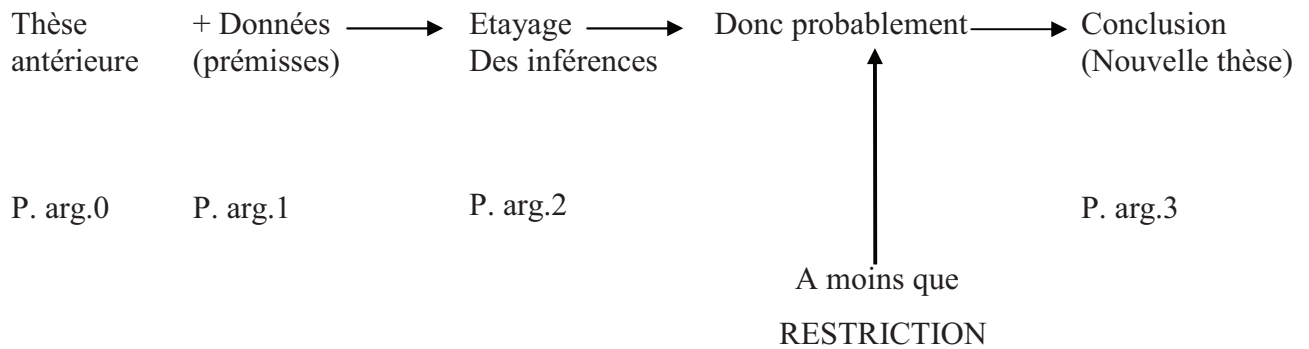 Thèse + Données Etayage Donc probablement Conclusion
antérieure (prémisses) Des inférences (Nouvelle thèse)
P. arg.0 P. arg.1 P. arg.2 P. arg.3
A moins que
RESTRICTION